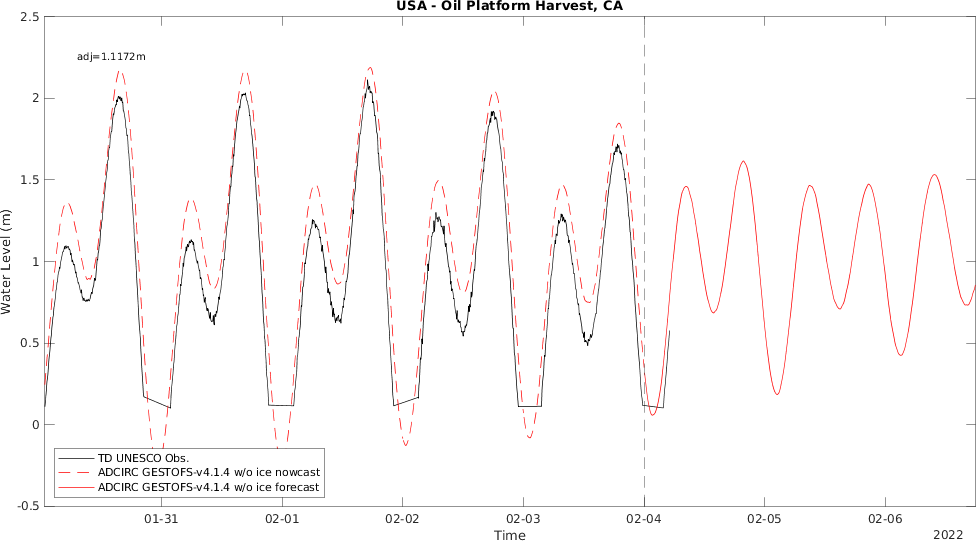 USA - Oil Platform Harvest, CA
adj=1.1172m
2.5
2
1.5
1
0.5
0
-0.5
Water Level (m)
TD UNESCO Obs.
ADCIRC GESTOFS-v4.1.4 w/o ice nowcast
ADCIRC GESTOFS-v4.1.4 w/o ice forecast
01-31 02-01 02-02 02-03 02-04 02-05 02-06
Time
2022